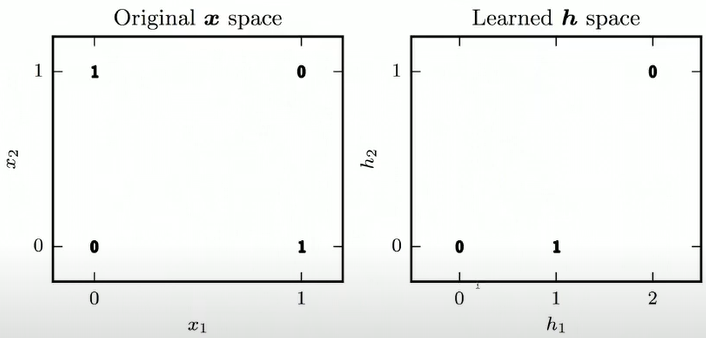 Original x space
1 0
1
x2
0
0 1
0 1
x1
Learned h space
0
1
h2
0
0 1
0 1 2
h1